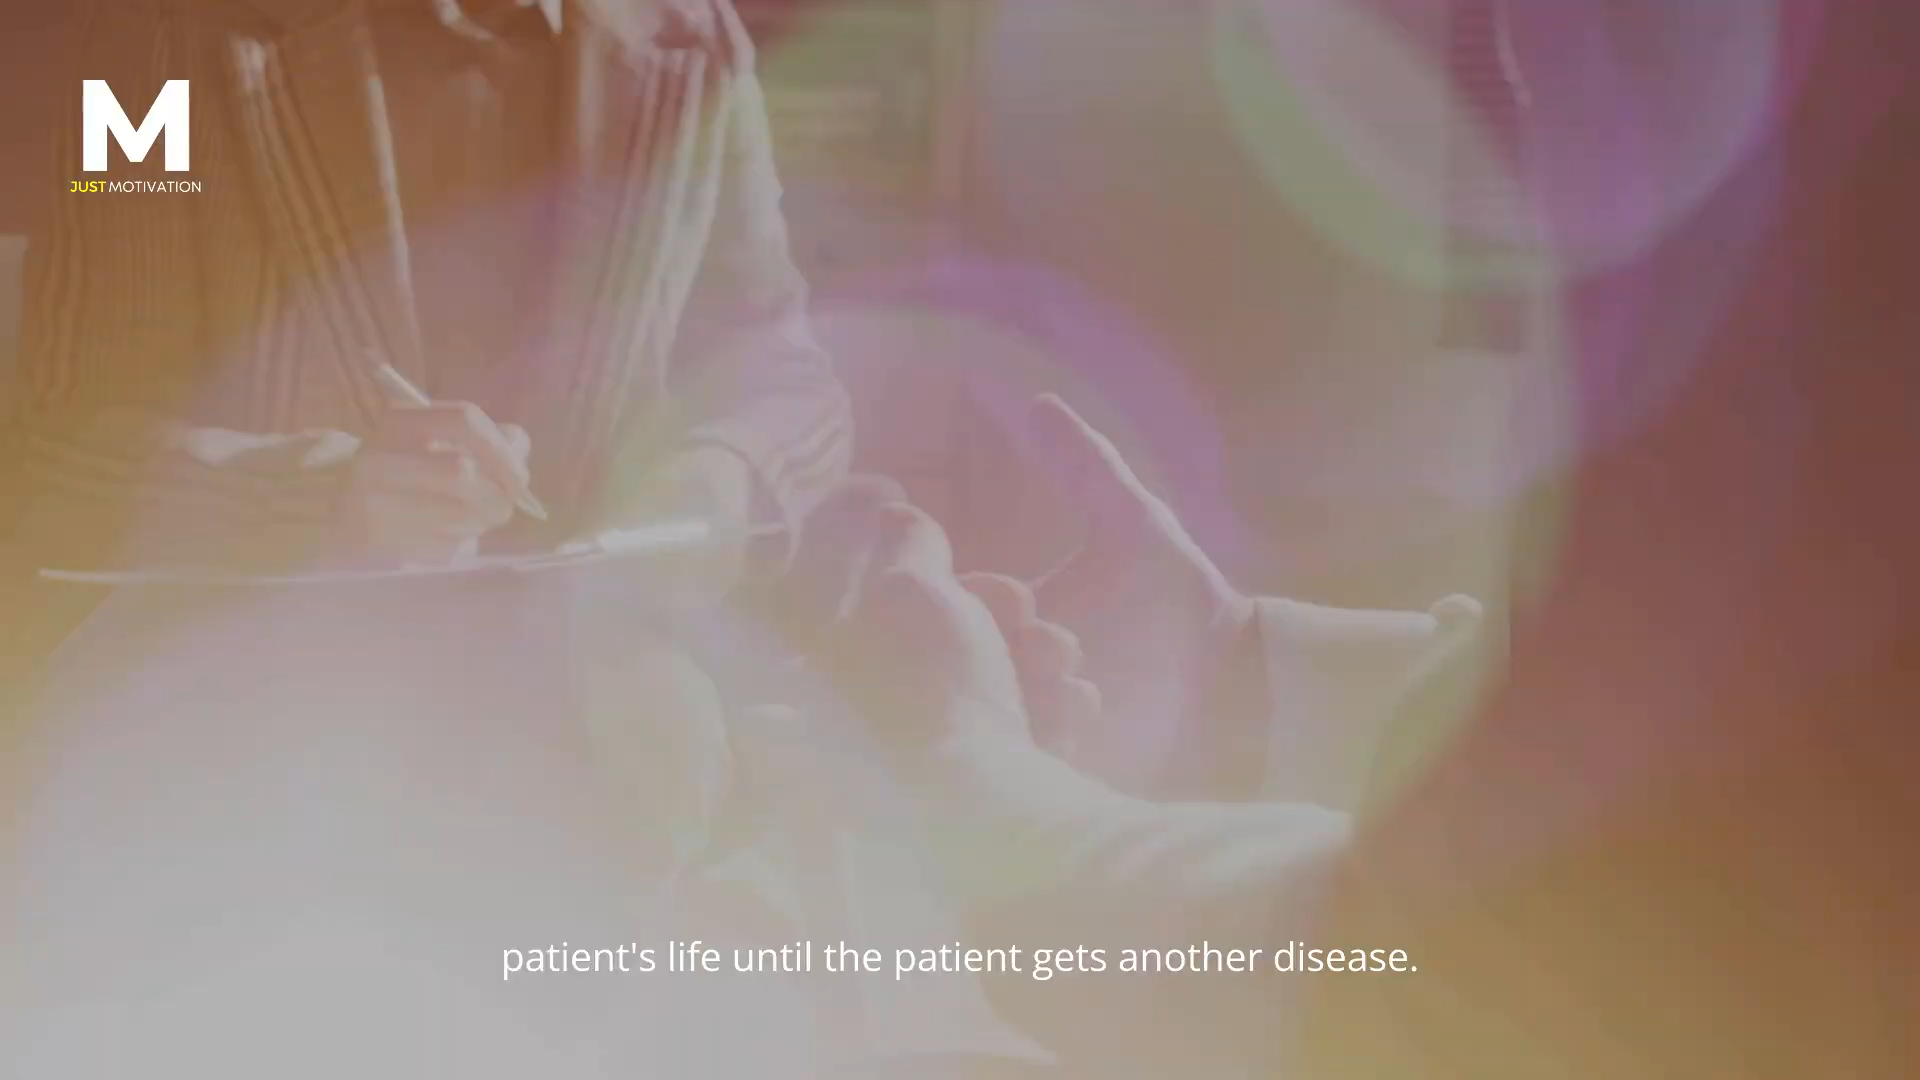 M
JUST MOTIVATION
patient's life until the patient gets another disease.